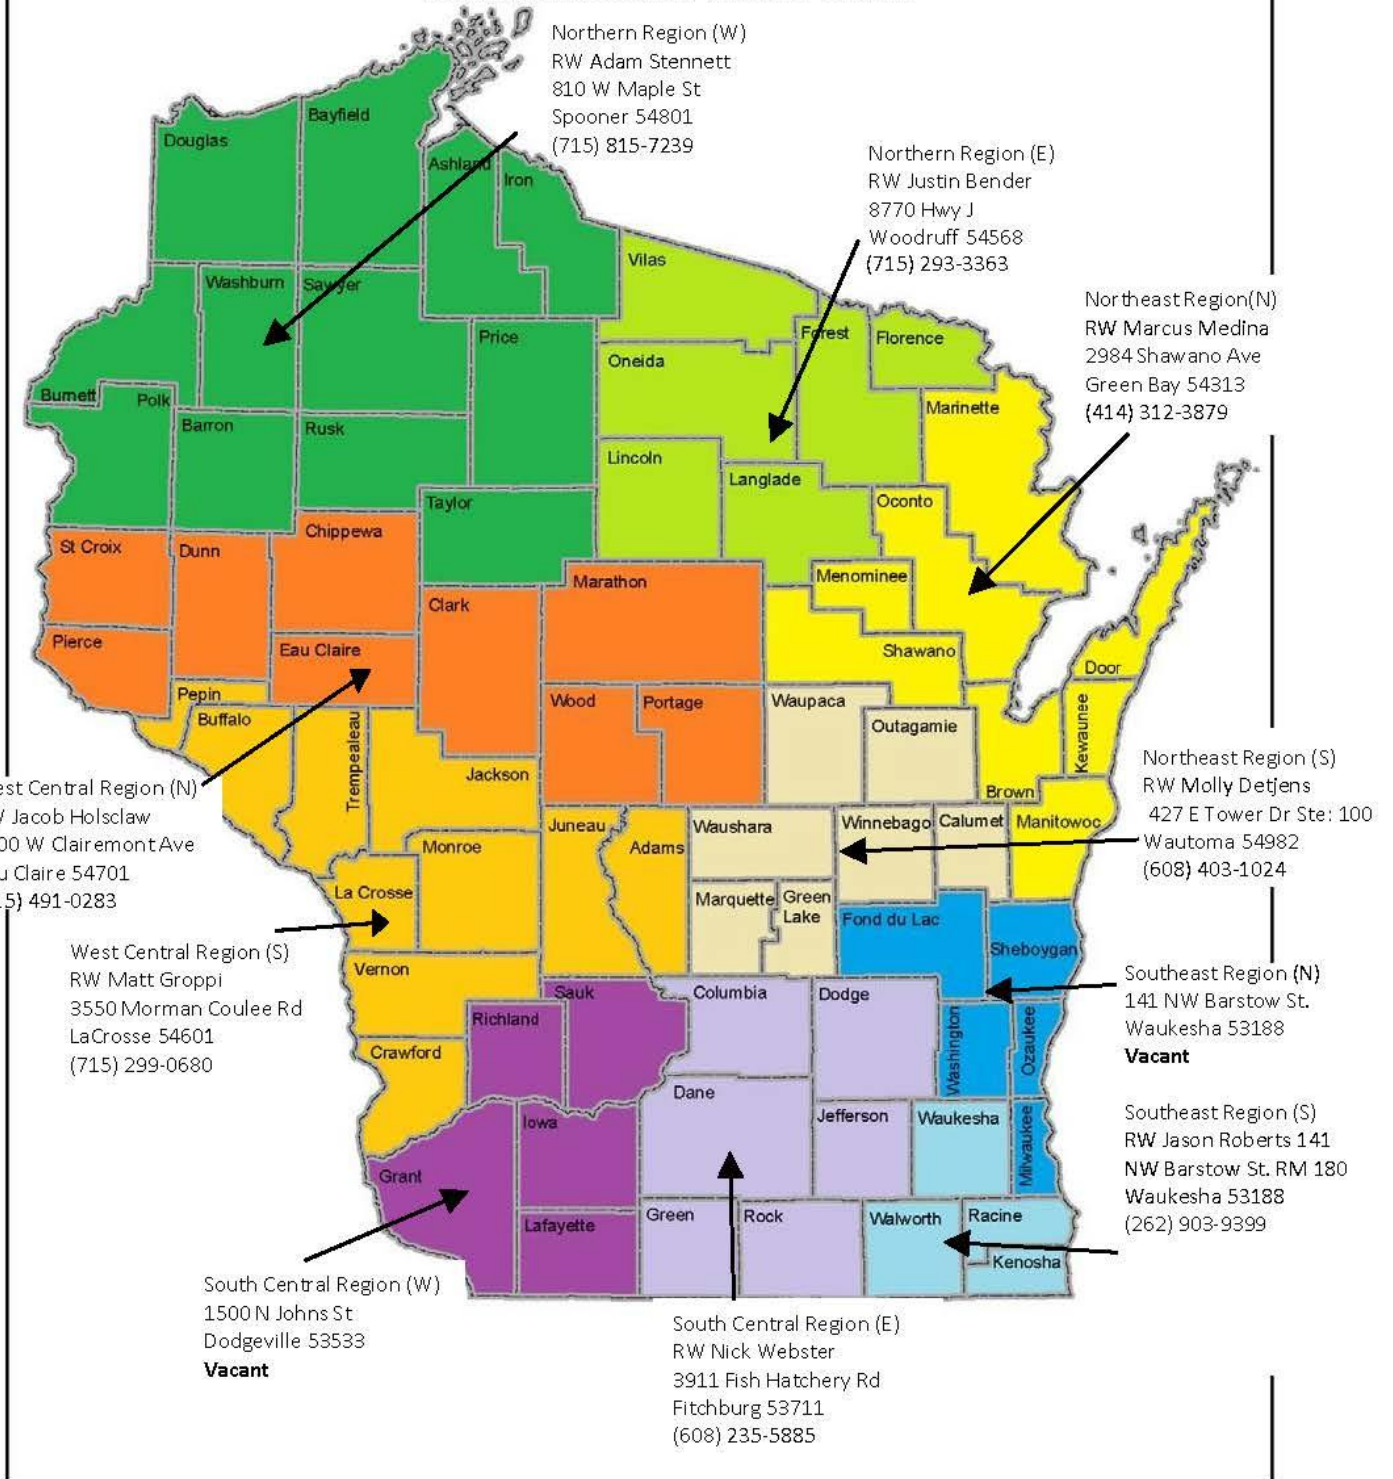 Northern Region (W)
RW Adam Stennett
810 W Maple St
Spooner 54801
(715) 815-7239
Northern Region (E)
RW Justin Bender
8770 Hwy J
Woodruff 54568
(715) 293-3363
Northeast Region(N)
RW Marcus Medina
2984 Shawano Ave
Green Bay 54313
(414) 312-3879
Bayfield
Douglas
Ashland
Iron
Vilas
Washburn
Sawyer
Price
Forest
Florence
Oneida
Burnett
Polk
Marinette
Barron
Rusk
Lincoln
Langlade
Taylor
Oconto
Chippewa
St Croix
Dunn
Menominee
Marathon
Clark
Pierce
Eau Claire
Shawano
Door
Pepin
Buffalo
Wood
Portage
Waupaca
Outagamie
Kewaunee
Trempealeau
Jackson
Brown
Juneau
Adams
Waushara
Winnebago
Calumet
Manitowoc
Monroe
La Crosse
Marquette
Green
Lake
Fond du Lac
Sheboygan
Vernon
Sauk
Columbia
Dodge
Richland
Washington
Ozaukee
Crawford
Dane
Iowa
Jefferson
Waukesha
Milwaukee
Grant
Lafayette
Green
Rock
Walworth
Racine
Kenosha
est Central Region (N)
Jacob Holsclaw
00 W Clairemont Ave
u Claire 54701
5) 491-0283
Northeast Region (S)
RW Molly Detjens
427 E Tower Dr Ste: 100
Wautoma 54982
(608) 403-1024
West Central Region (S)
RW Matt Groppi
3550 Morman Coulee Rd
LaCrosse 54601
(715) 299-0680
Southeast Region (N)
141 NW Barstow St.
Waukesha 53188
Vacant
Southeast Region (S)
RW Jason Roberts 141
NW Barstow St. RM 180
Waukesha 53188
(262) 903-9399
South Central Region (W)
1500 N Johns St
Dodgeville 53533
Vacant
South Central Region (E)
RW Nick Webster
3911 Fish Hatchery Rd
Fitchburg 53711
(608) 235-5885